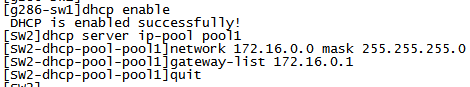 [g286-sw1]dhcp enable
DHCP is enabled successfully!
[SW2]dhcp server ip-pool pool1
[SW2-dhcp-pool-pool1]network 172.16.0.0 mask 255.255.255.0
[SW2-dhcp-pool-pool1]gateway-list 172.16.0.1
[SW2-dhcp-pool-pool1]quit